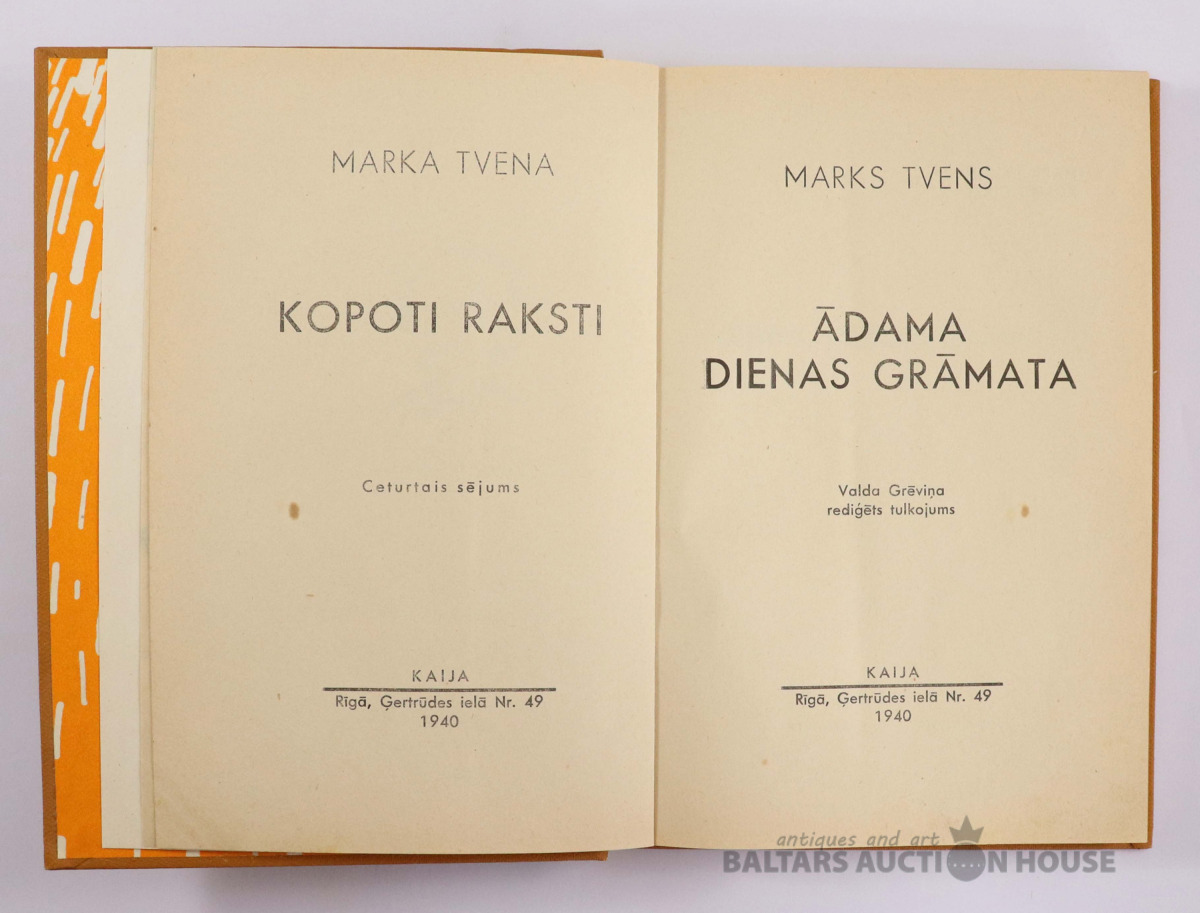 MARKA TVENA
KOPOTI RAKSTI
Ceturtais sējums
KAIJA
Rīgā, Ģertrūdes ielā Nr. 49
1940
MARKS TVENS
ĀDAMA
DIENAS GRĀMATA
Valda Grēviņa
rediģēts tulkojums
KAIJA
Rīgā, Ģertrūdes ielā Nr. 49
1940
antiques and art
BALTARS AUCTION HOUSE